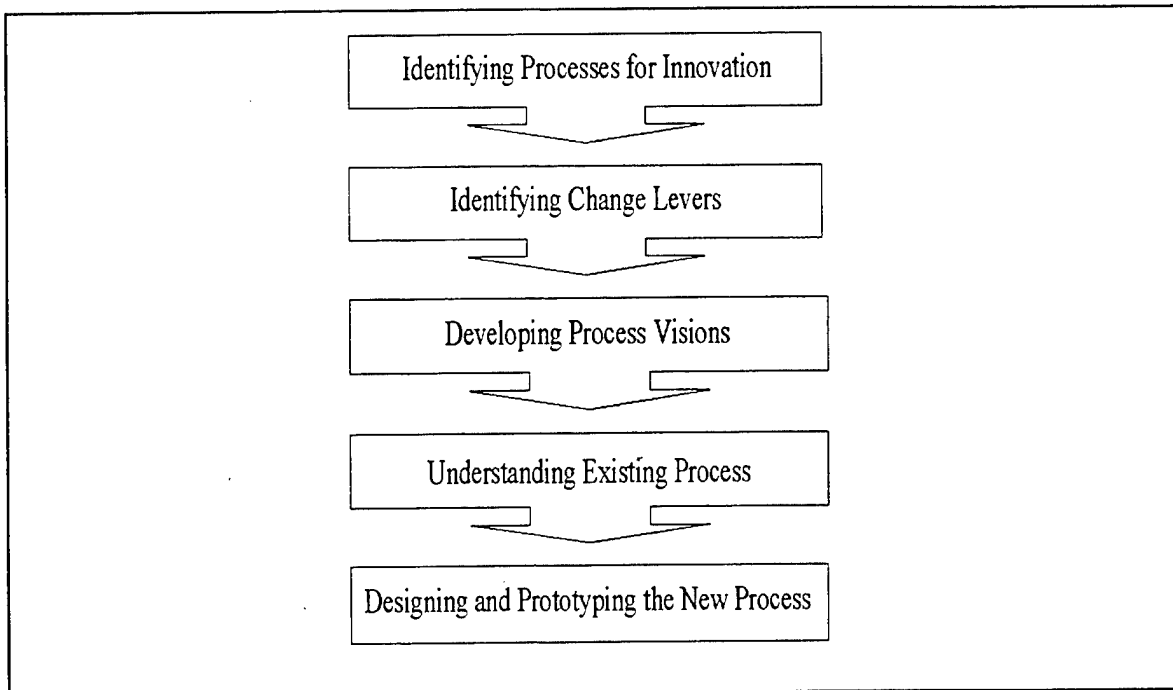 Identifying Processes for Innovation
Identifying Change Levers
Developing Process Visions
Understanding Existing Process
Designing and Prototyping the New Process